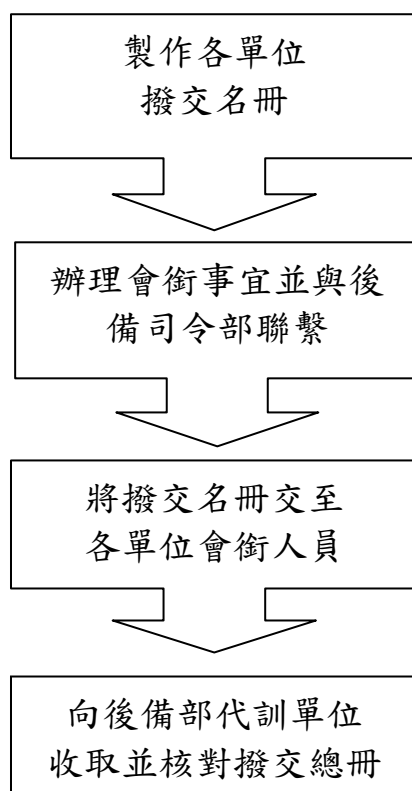 製作各單位
撥交名冊
辦理會銜事宜並與後
備司令部聯繫
將撥交名冊交至
各單位會銜人員
向後備部代訓單位
收取並核對撥交總冊